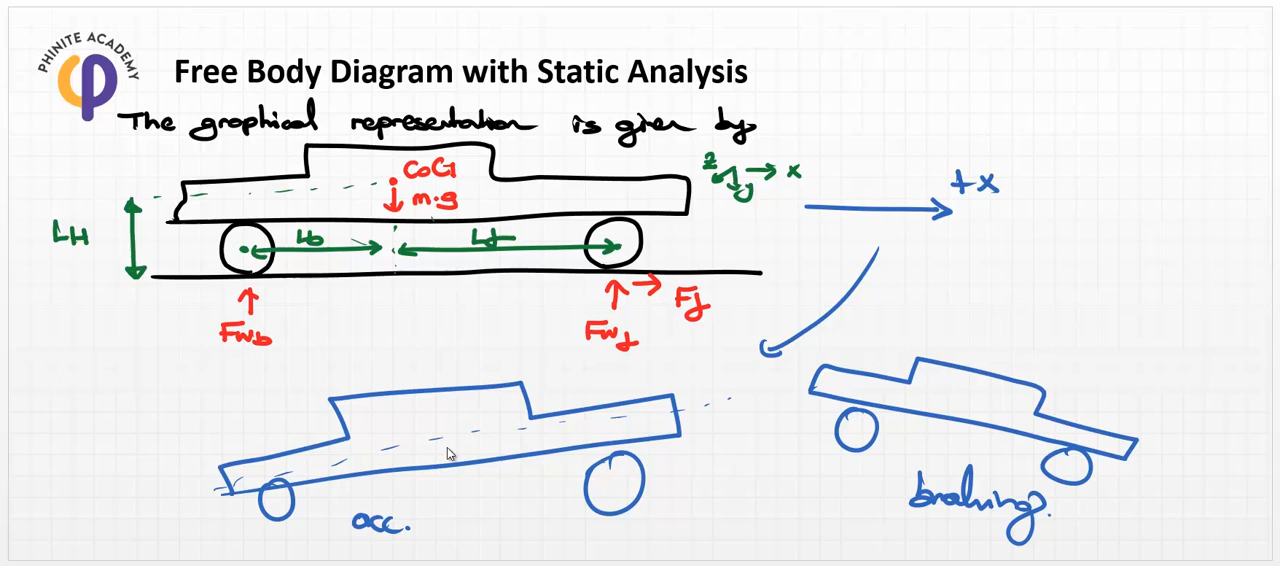 PHINITE ACADEMY
Free Body Diagram with Static Analysis
The graphical representation is given by
CoG
m.g
z
x
y
+x
LH
Lb
Lf
Fwb
Fwf
Ff
acc.
braking.